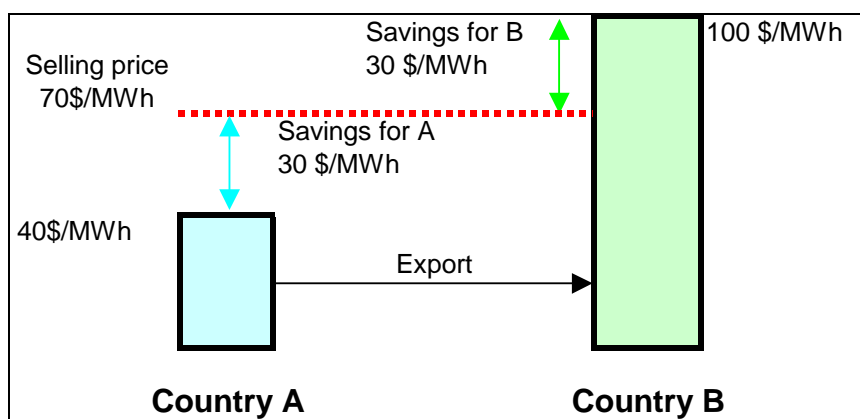 Savings for B
30 $/MWh
100 $/MWh
Selling price
70$/MWh
Savings for A
30 $/MWh
40$/MWh
Export
Country A
Country B